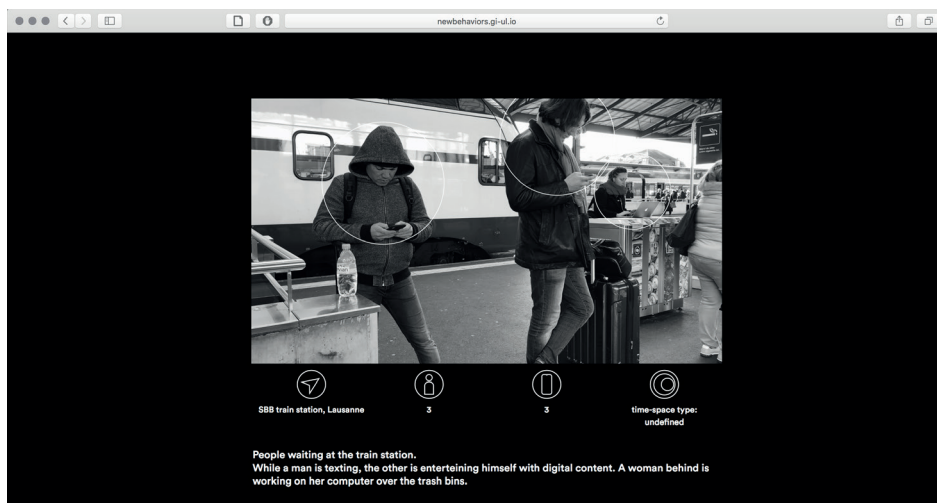 newbehaviors.gi-ul.io
SBB train station, Lausanne
3
3
time-space type:
undefined
People waiting at the train station.
While a man is texting, the other is enterteining himself with digital content. A woman behind is
working on her computer over the trash bins.